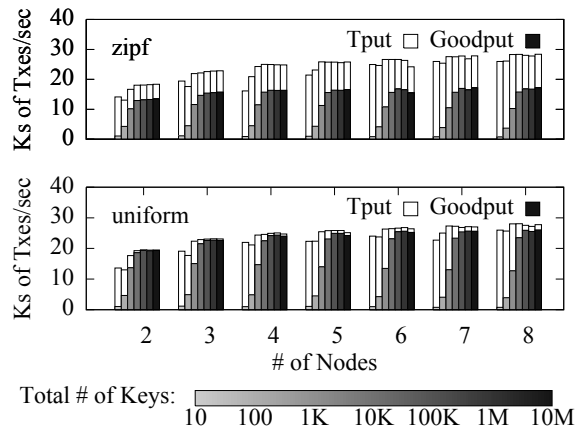 Ks of Txes/sec
40
30
20
10
0
zipf
Tput Goodput
Ks of Txes/sec
40
30
20
10
0
uniform
Tput Goodput
2 3 4 5 6 7 8
# of Nodes
Total # of Keys:
10 100 1K 10K 100K 1M 10M